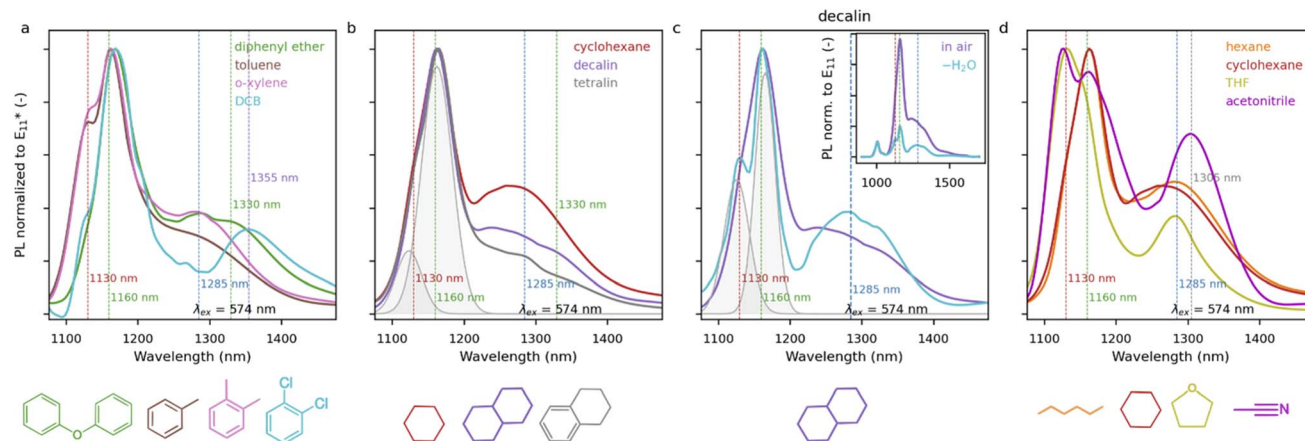 decalin
a
b
c
d
PL normalized to E₁₁* (-)
diphenyl ether
toluene
o-xylene
DCB
1355 nm
1330 nm
1130 nm
1285 nm
1160 nm
λex = 574 nm
1100 1200 1300 1400
Wavelength (nm)
cyclohexane
decalin
tetralin
1330 nm
1130 nm
1285 nm
1160 nm
λex = 574 nm
1100 1200 1300 1400
Wavelength (nm)
PL norm. to E₁₁ (-)
in air
−H₂O
1000 1500
1130 nm
1285 nm
1160 nm
λex = 574 nm
1100 1200 1300 1400
Wavelength (nm)
hexane
cyclohexane
THF
acetonitrile
1305 nm
1130 nm
1285 nm
1160 nm
λex = 574 nm
1100 1200 1300 1400
Wavelength (nm)
O
Cl
Cl
O
N